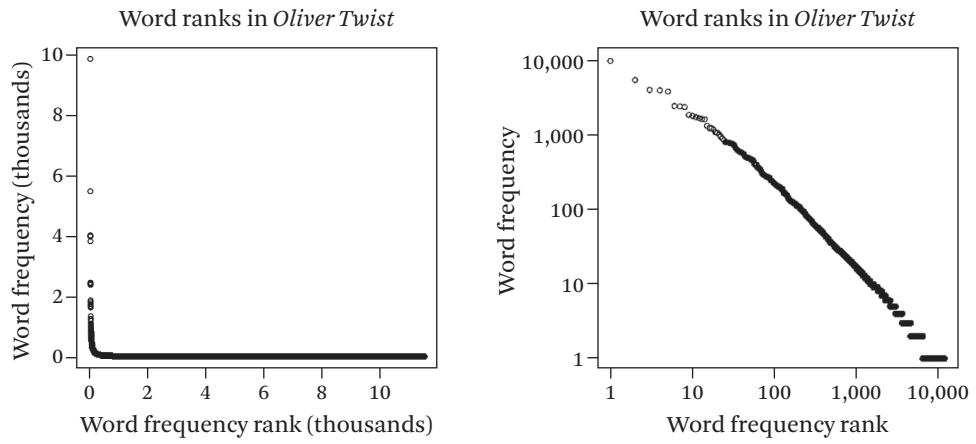 Word ranks in Oliver Twist
Word frequency (thousands)
10
8
6
4
2
0
0 2 4 6 8 10
Word frequency rank (thousands)
Word ranks in Oliver Twist
Word frequency
10,000
1,000
100
10
1
1 10 100 1,000 10,000
Word frequency rank